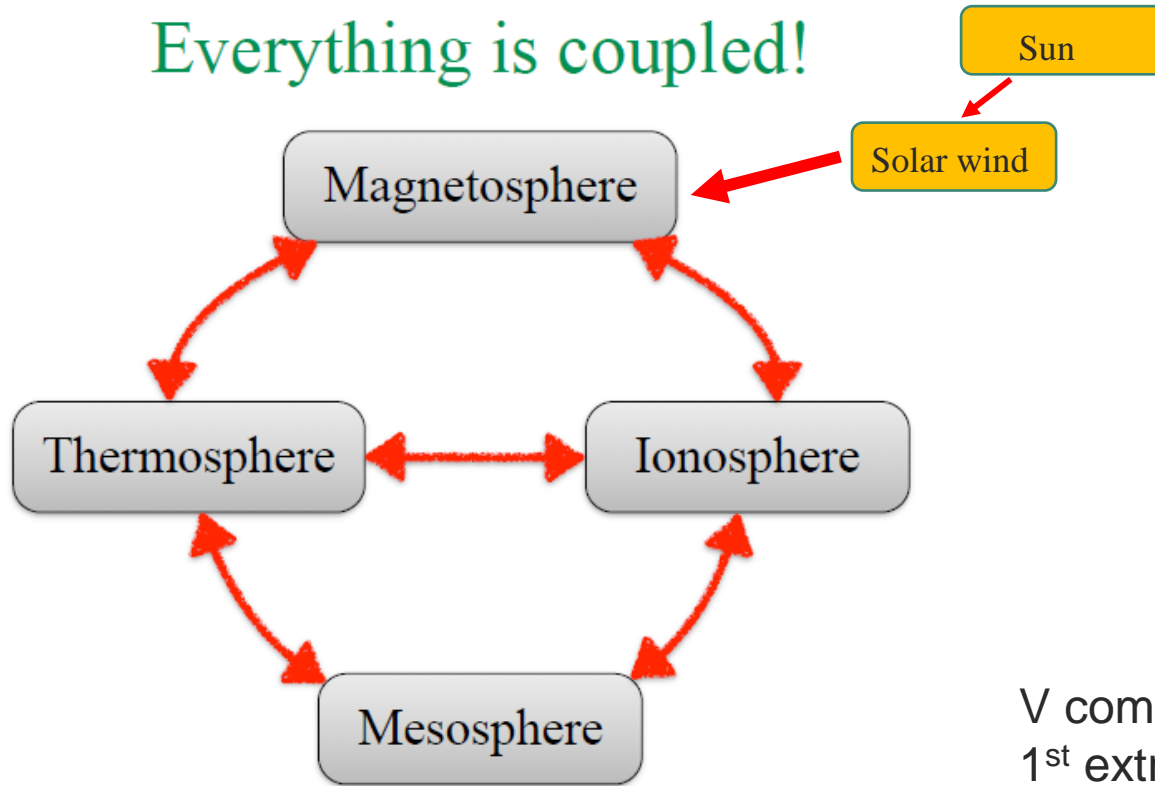 Everything is coupled!
Sun
Solar wind
Magnetosphere
Thermosphere
Ionosphere
Mesosphere
V com
1st extr